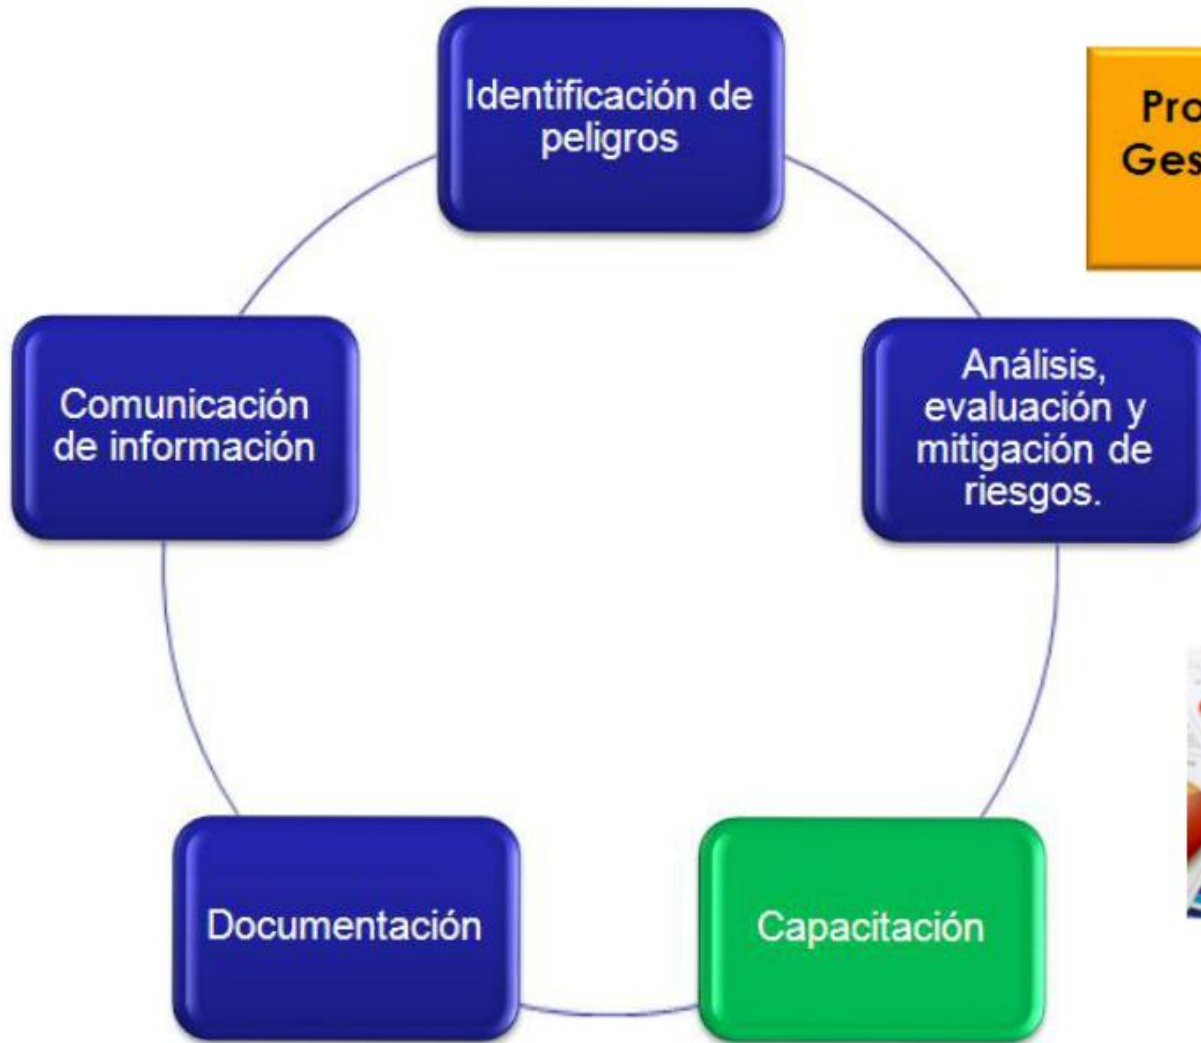 Identificación de
peligros
Análisis,
evaluación y
mitigación de
riesgos.
Capacitación
Documentación
Comunicación
de información